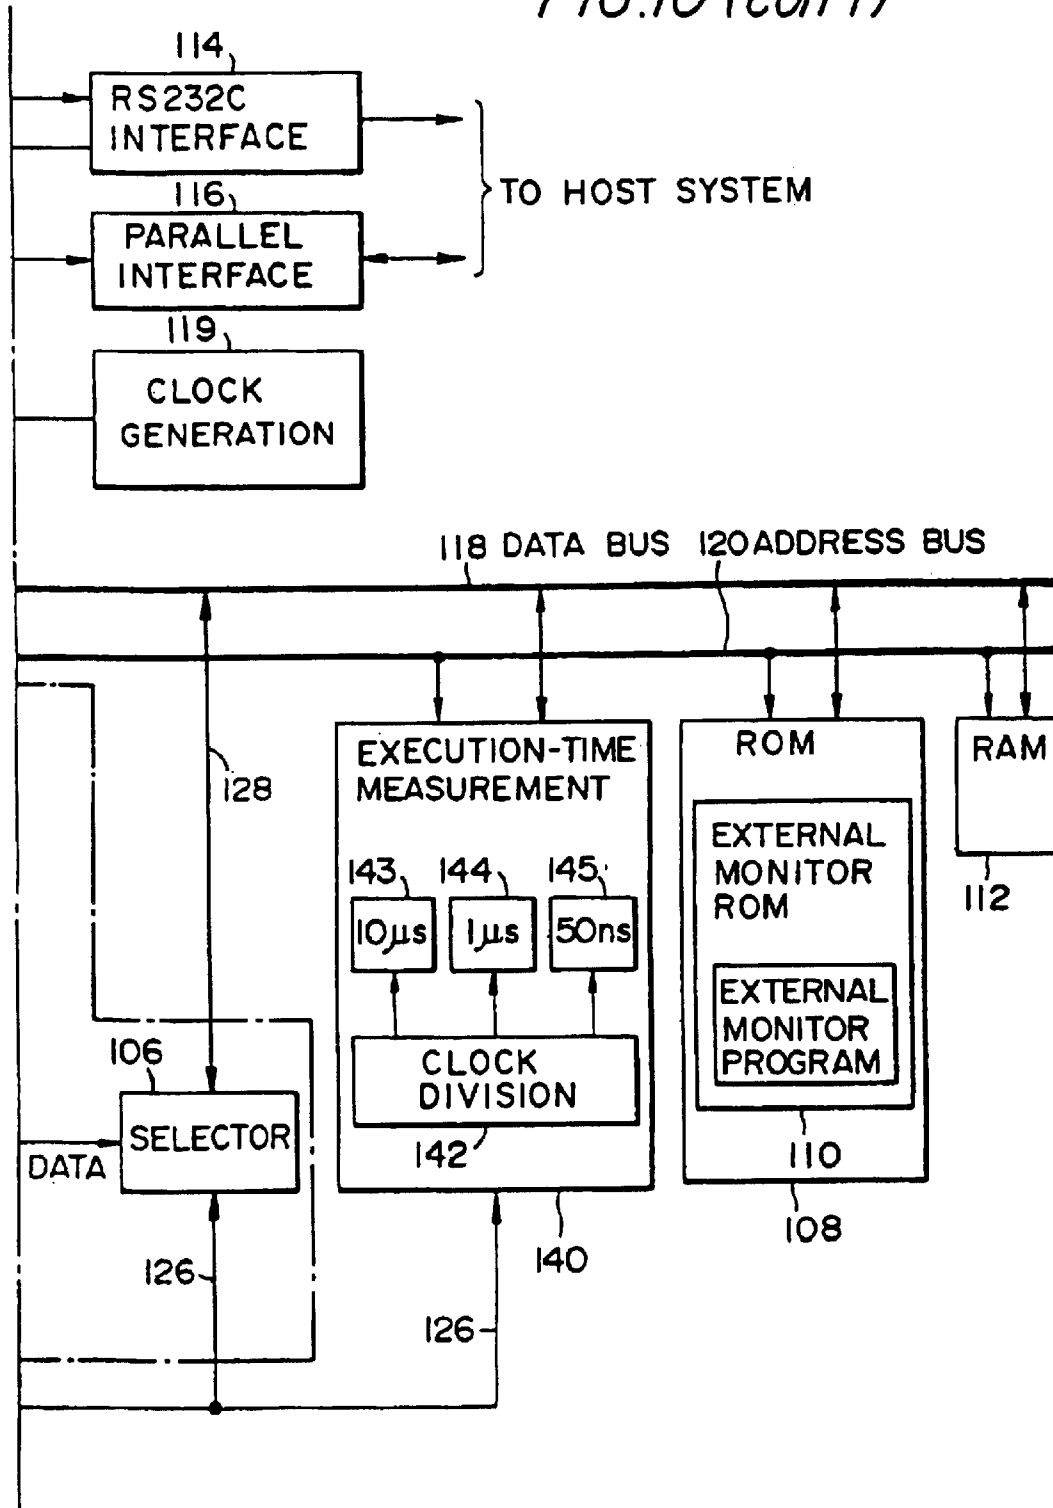 FIG.10 (con't)
114
RS232C
INTERFACE
116
TO HOST SYSTEM
PARALLEL
INTERFACE
119
CLOCK
GENERATION
118 DATA BUS 120 ADDRESS BUS
EXECUTION-TIME
MEASUREMENT
ROM
RAM
128
EXTERNAL
MONITOR
ROM
143 144 145
112
10μs 1μs 50ns
EXTERNAL
MONITOR
PROGRAM
106
CLOCK
DIVISION
SELECTOR
DATA
142
110
108
140
126
126